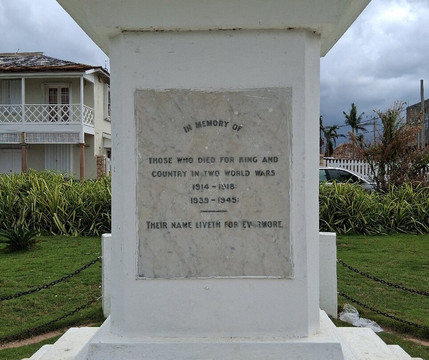 IN MEMORY OF
THOSE WHO DIED FOR KING AND
COUNTRY IN TWO WORLD WARS
1914 - 1918
1939 - 1945
THEIR NAME LIVETH FOR EVERMORE.